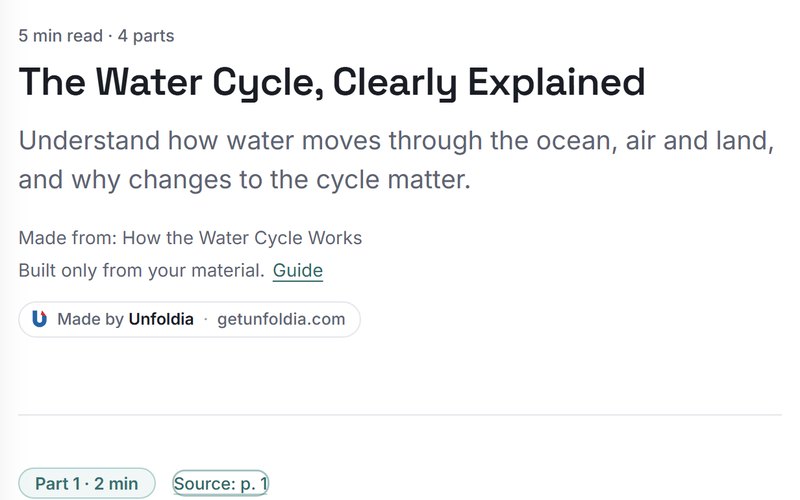 5 min read · 4 parts
The Water Cycle, Clearly Explained
Understand how water moves through the ocean, air and land,
and why changes to the cycle matter.
Made from: How the Water Cycle Works
Built only from your material. Guide
Made by Unfoldia · getunfoldia.com
Part 1 · 2 min Source: p. 1